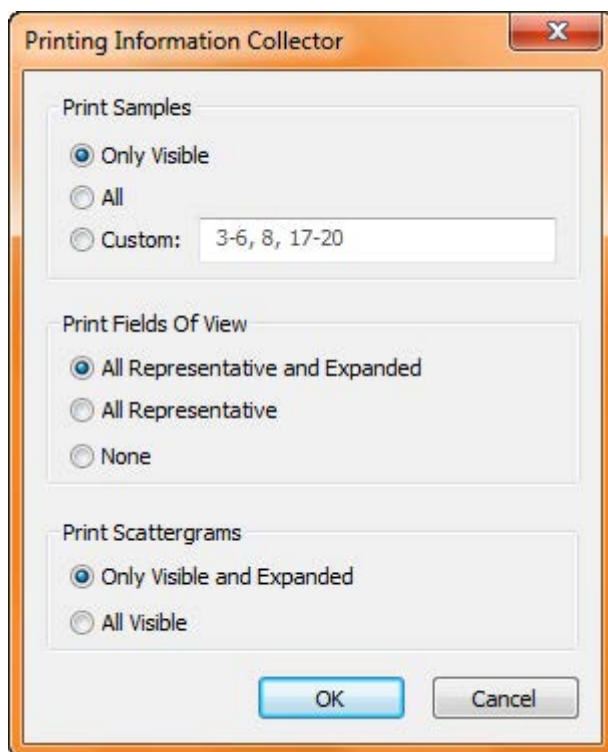 Printing Information Collector
Print Samples
Only Visible
All
Custom: 3-6, 8, 17-20
Print Fields Of View
All Representative and Expanded
All Representative
None
Print Scattergrams
Only Visible and Expanded
All Visible
OK Cancel